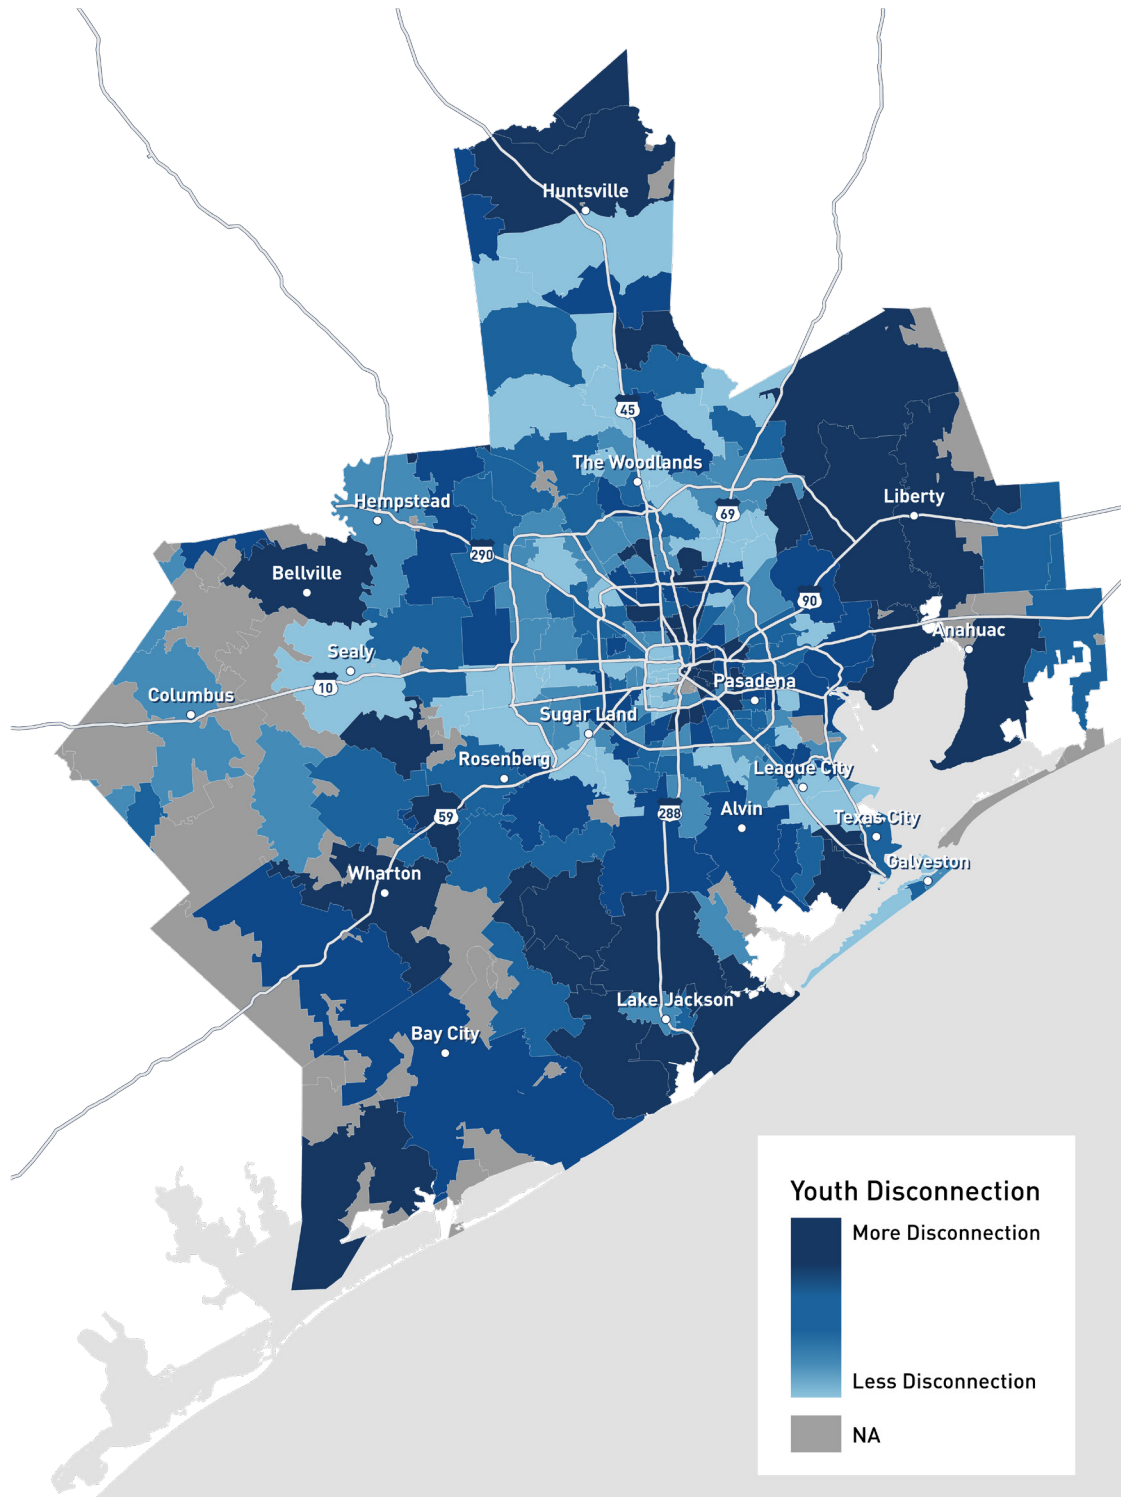 Huntsville
45
The Woodlands
Hempstead
69
Liberty
290
Bellville
90
Anahuac
Sealy
10
Columbus
Pasadena
Sugar Land
Rosenberg
League City
59
288
Alvin
Texas City
Galveston
Wharton
Lake Jackson
Bay City
Youth Disconnection
More Disconnection
Less Disconnection
NA